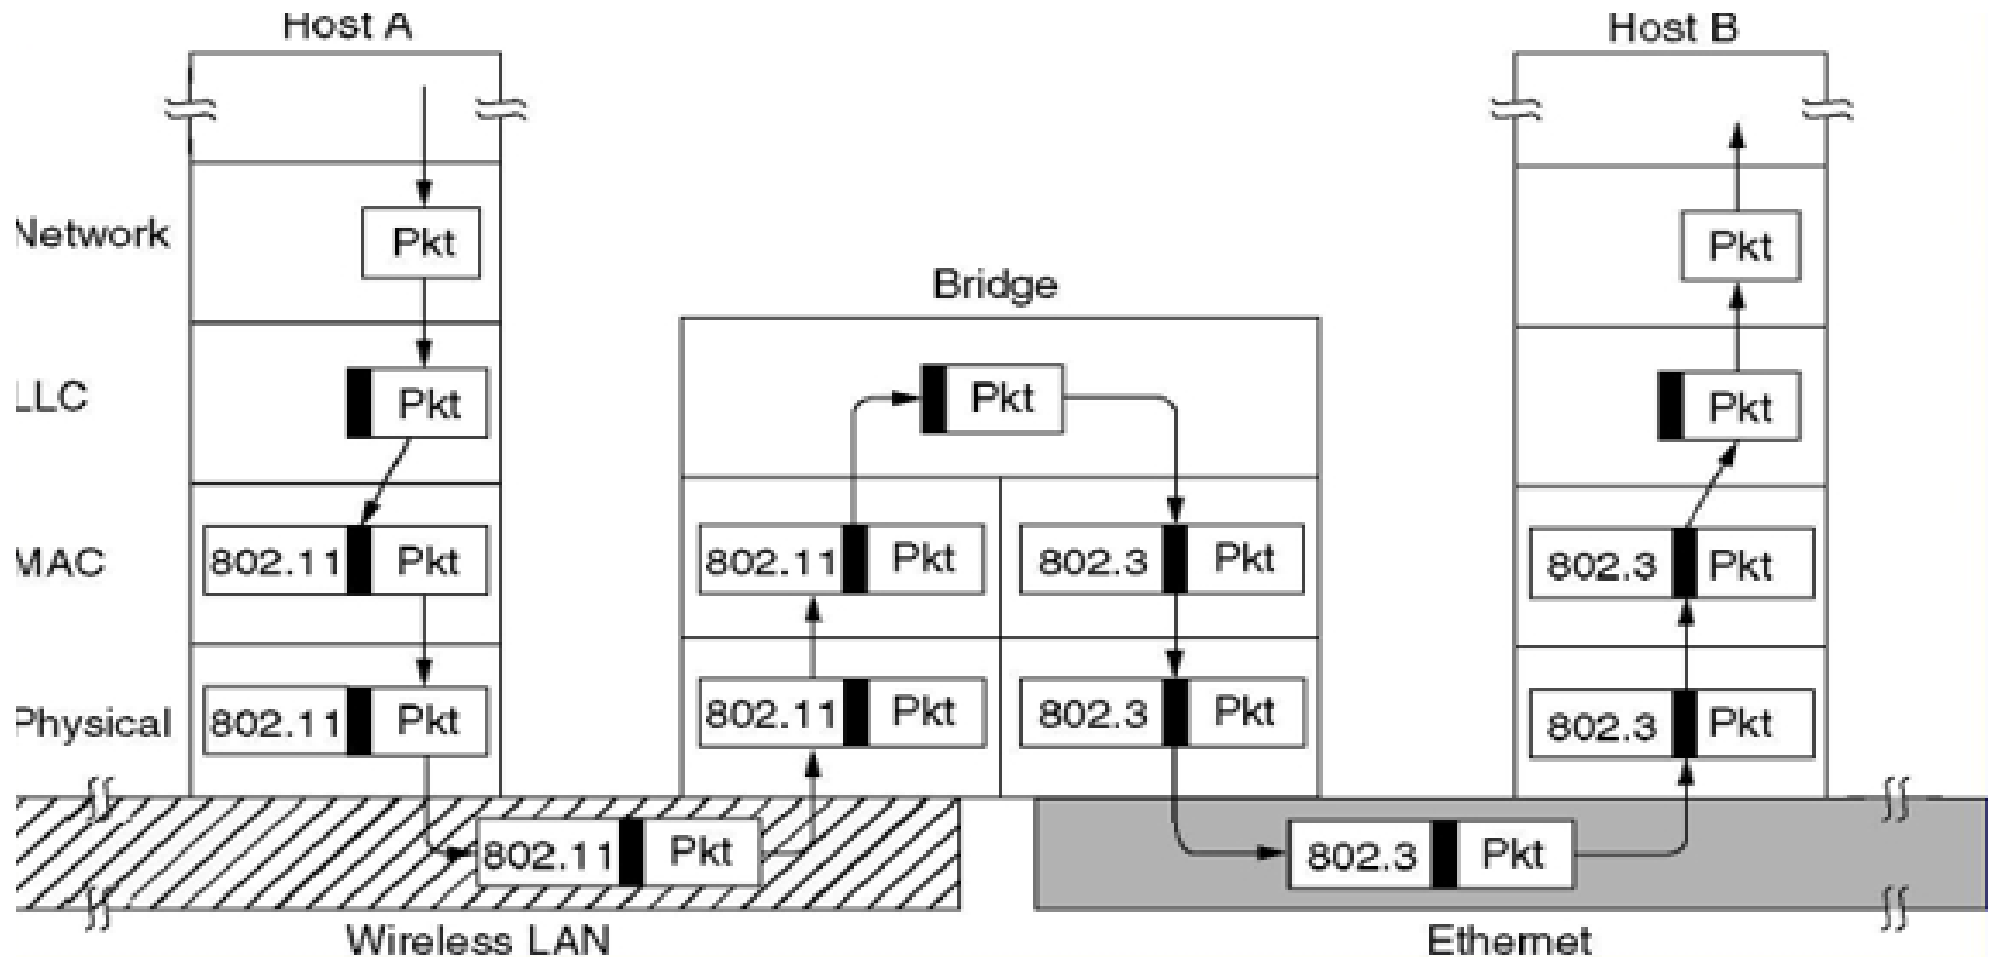 Host A
Host B
Network
Pkt
Pkt
Bridge
LLC
Pkt
Pkt
Pkt
MAC
802.11 Pkt
802.11 Pkt
802.3 Pkt
802.3 Pkt
Physical
802.11 Pkt
802.11 Pkt
802.3 Pkt
802.3 Pkt
802.11 Pkt
802.3 Pkt
Wireless LAN
Ethernet